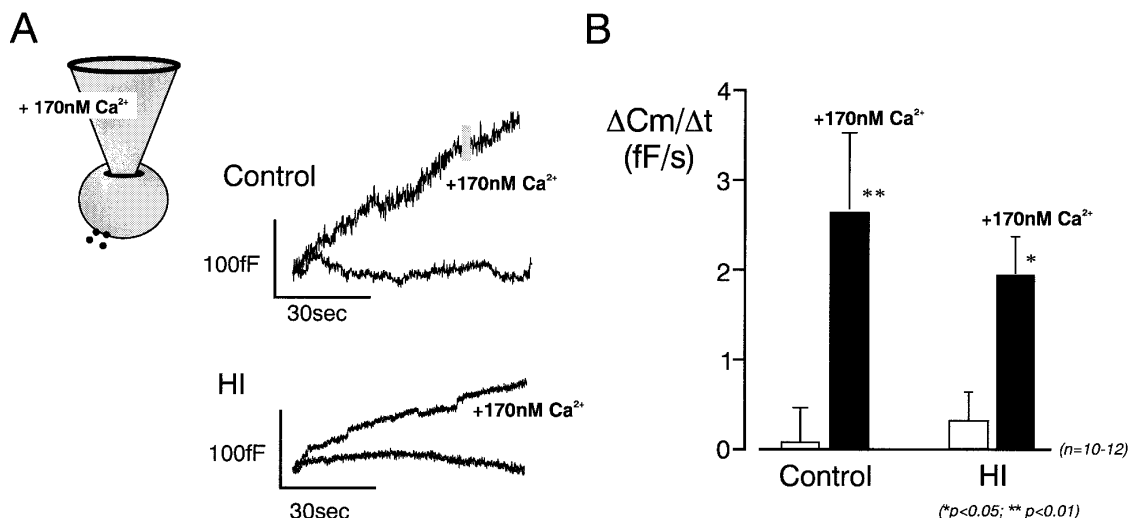 A
+ 170nM Ca²⁺
Control
+170nM Ca²⁺
100fF
30sec
HI
+170nM Ca²⁺
100fF
30sec
B
ΔCm/Δt
(fF/s)
4
3
2
1
0
+170nM Ca²⁺
**
+170nM Ca²⁺
*
Control
HI
(n=10-12)
(*p<0.05; ** p<0.01)